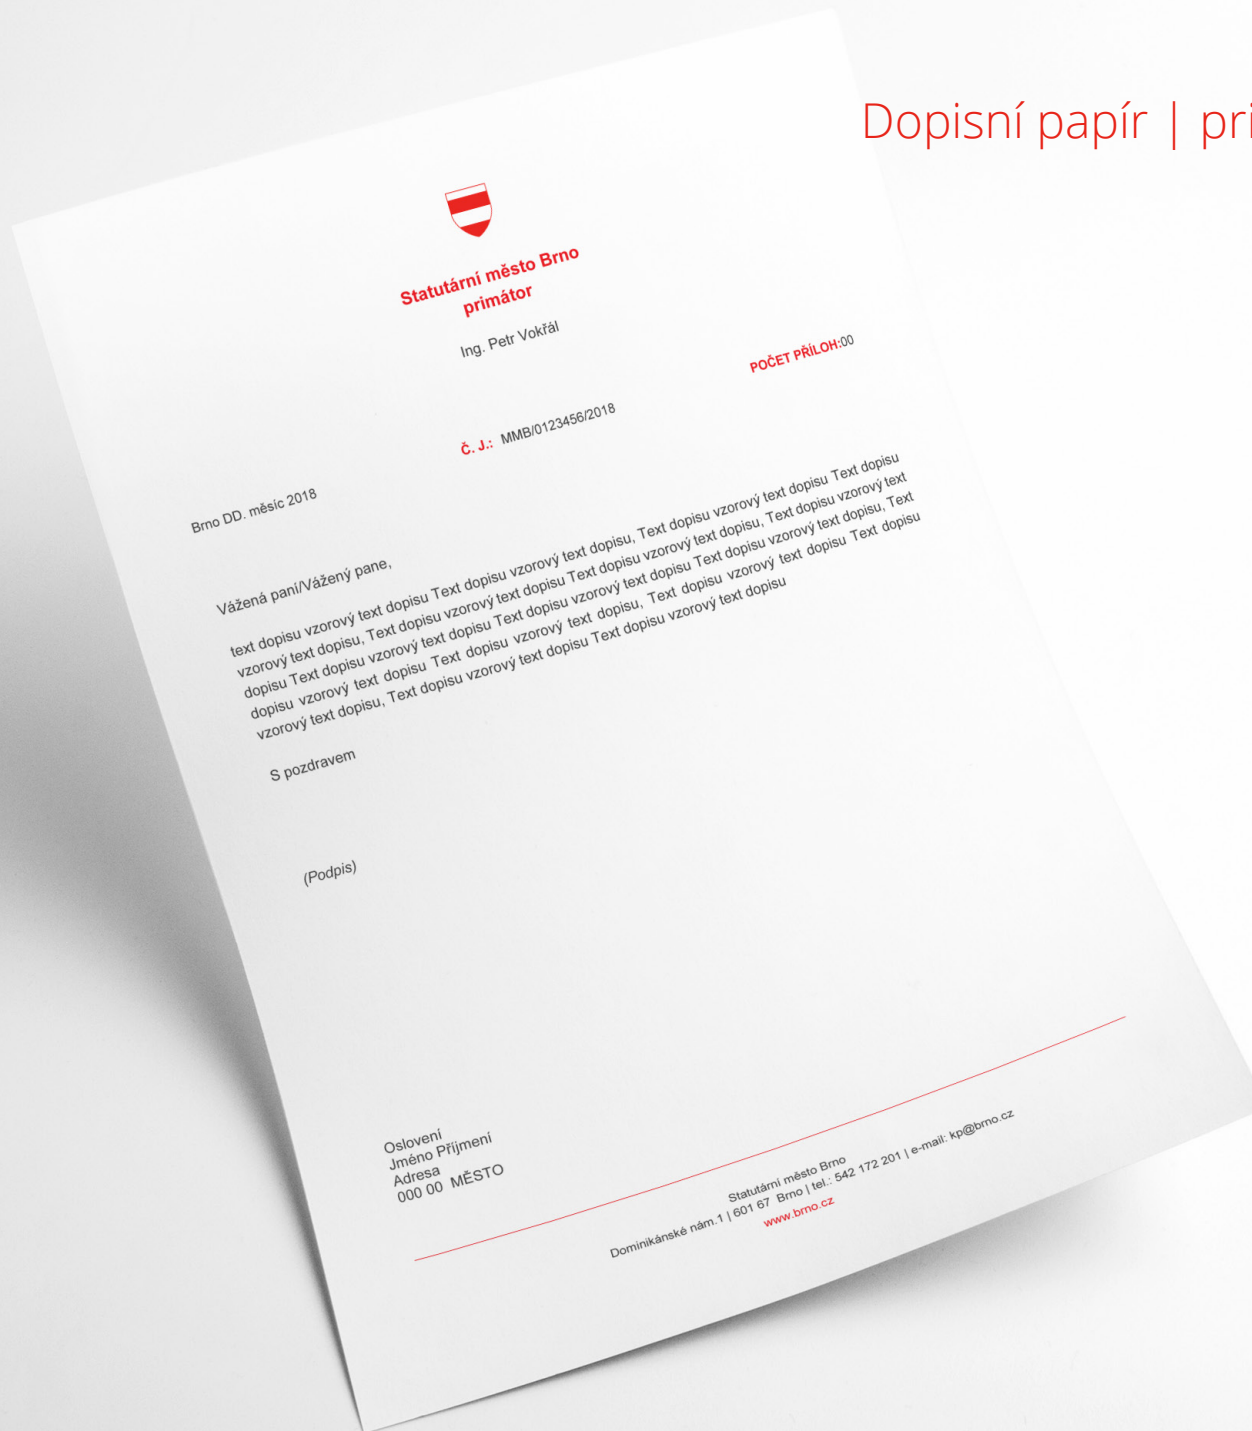 Dopisní papír |
Statutární město Brno
primátor
Ing. Petr Vokřál
POČET PŘÍLOH:00
Č. J.: MMB/0123456/2018
Brno DD. měsíc 2018
Vážená paní/Vážený pane,
text dopisu vzorový text dopisu Text dopisu vzorový text dopisu, Text dopisu vzorový text dopisu Text dopisu
vzorový text dopisu, Text dopisu vzorový text dopisu Text dopisu vzorový text dopisu, Text dopisu vzorový text
dopisu Text dopisu vzorový text dopisu Text dopisu vzorový text dopisu Text dopisu vzorový text dopisu, Text
dopisu vzorový text dopisu Text dopisu vzorový text dopisu, Text dopisu vzorový text dopisu Text dopisu
vzorový text dopisu, Text dopisu vzorový text dopisu Text dopisu vzorový text dopisu
S pozdravem
(Podpis)
Oslovení
Jméno Příjmení
Adresa
000 00 MĚSTO
Statutární město Brno
Dominikánské nám.1 | 601 67 Brno | tel.: 542 172 201 | e-mail: kp@brno.cz
www.brno.cz